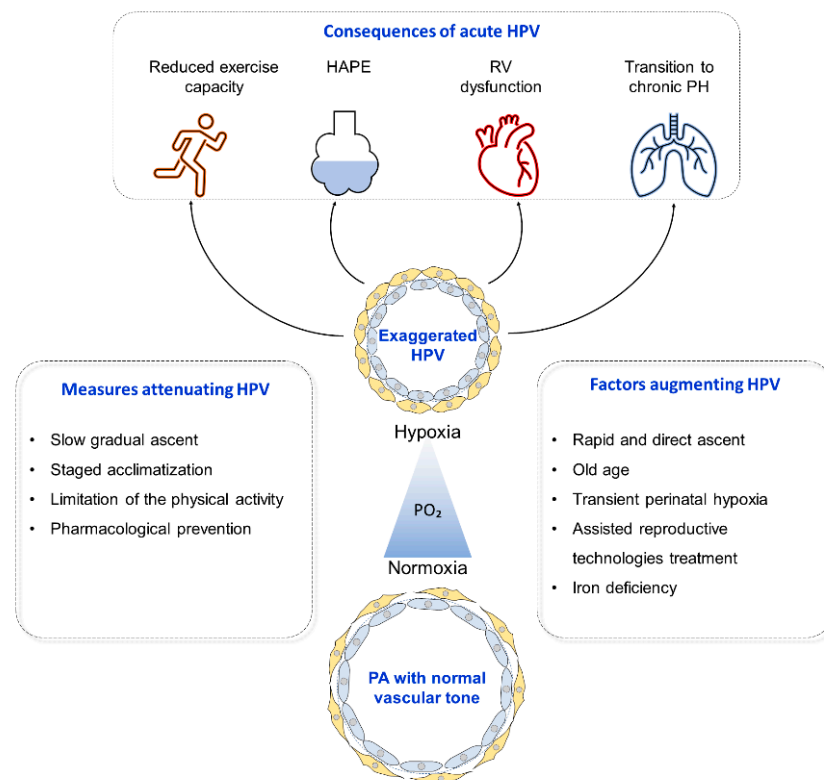 Consequences of acute HPV
Reduced exercise
capacity
HAPE
RV
dysfunction
Transition to
chronic PH
Exaggerated
HPV
Measures attenuating HPV
• Slow gradual ascent
• Staged acclimatization
• Limitation of the physical activity
• Pharmacological prevention
Hypoxia
PO₂
Normoxia
Factors augmenting HPV
• Rapid and direct ascent
• Old age
• Transient perinatal hypoxia
• Assisted reproductive
technologies treatment
• Iron deficiency
PA with normal
vascular tone